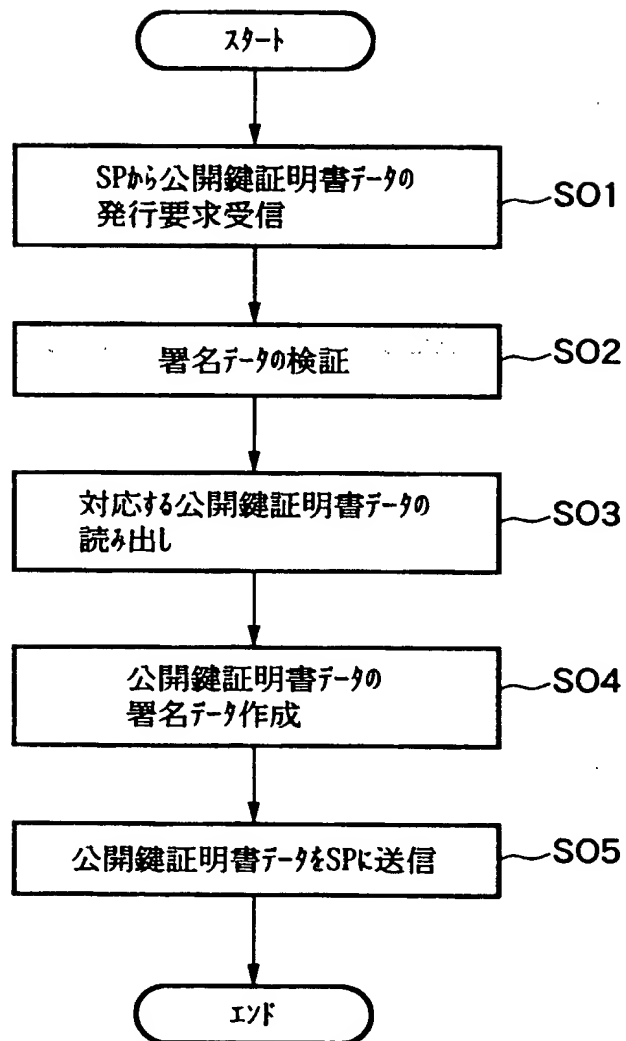 スタート
SPから公開鍵証明書データの
発行要求受信
SO1
署名データの検証
SO2
対応する公開鍵証明書データの
読み出し
SO3
公開鍵証明書データの
署名データ作成
SO4
公開鍵証明書データをSPに送信
SO5
エンド